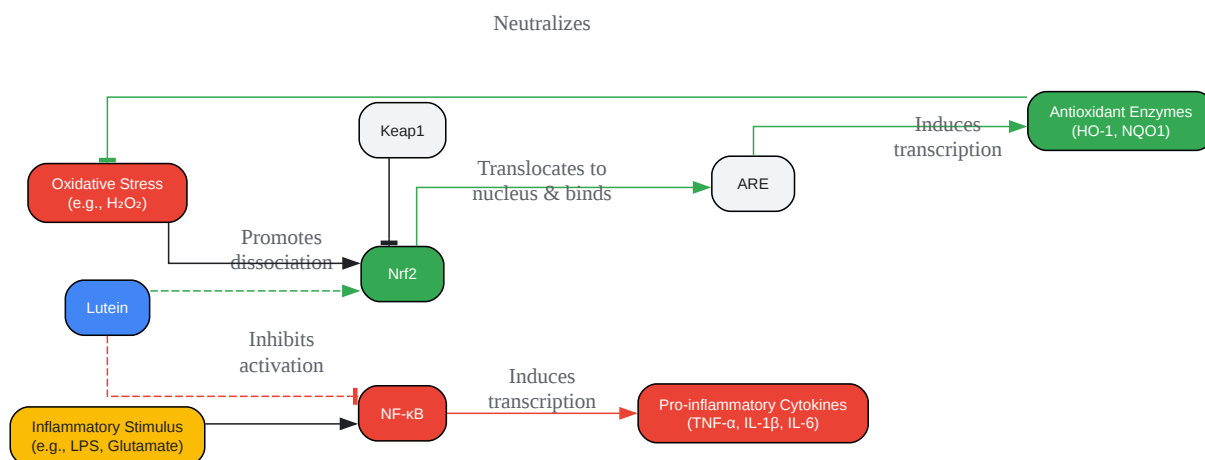 Neutralizes
Keap1
Antioxidant Enzymes
(HO-1, NQO1)
Induces
transcription
Oxidative Stress
(e.g., H₂O₂)
Translocates to
nucleus & binds
ARE
Promotes
dissociation
Nrf2
Lutein
Inhibits
activation
Induces
transcription
NF-κB
Pro-inflammatory Cytokines
(TNF-α, IL-1β, IL-6)
Inflammatory Stimulus
(e.g., LPS, Glutamate)